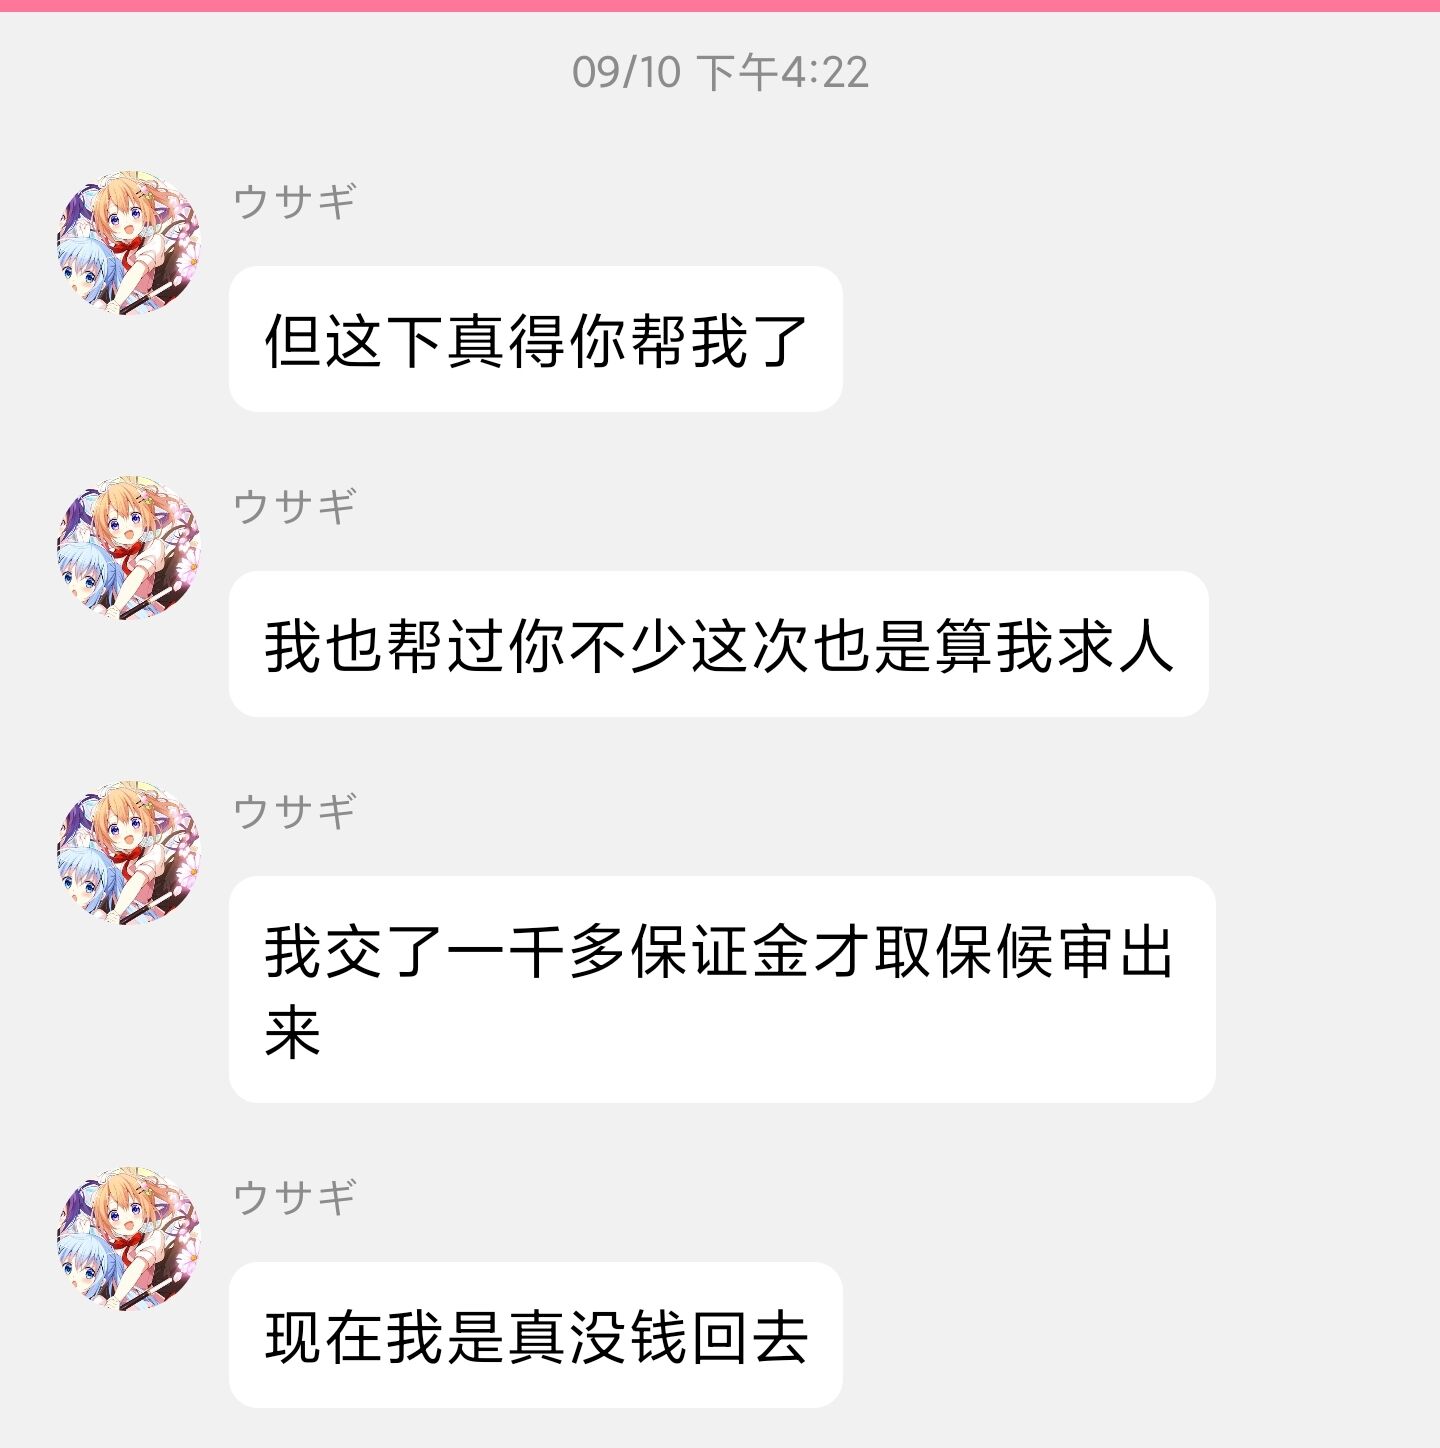 09/10 下午4:22
ウサギ
但这下真得你帮我了
ウサギ
我也帮过你不少这次也是算我求人
ウサギ
我交了一千多保证金才取保候审出
来
ウサギ
现在我是真没钱回去